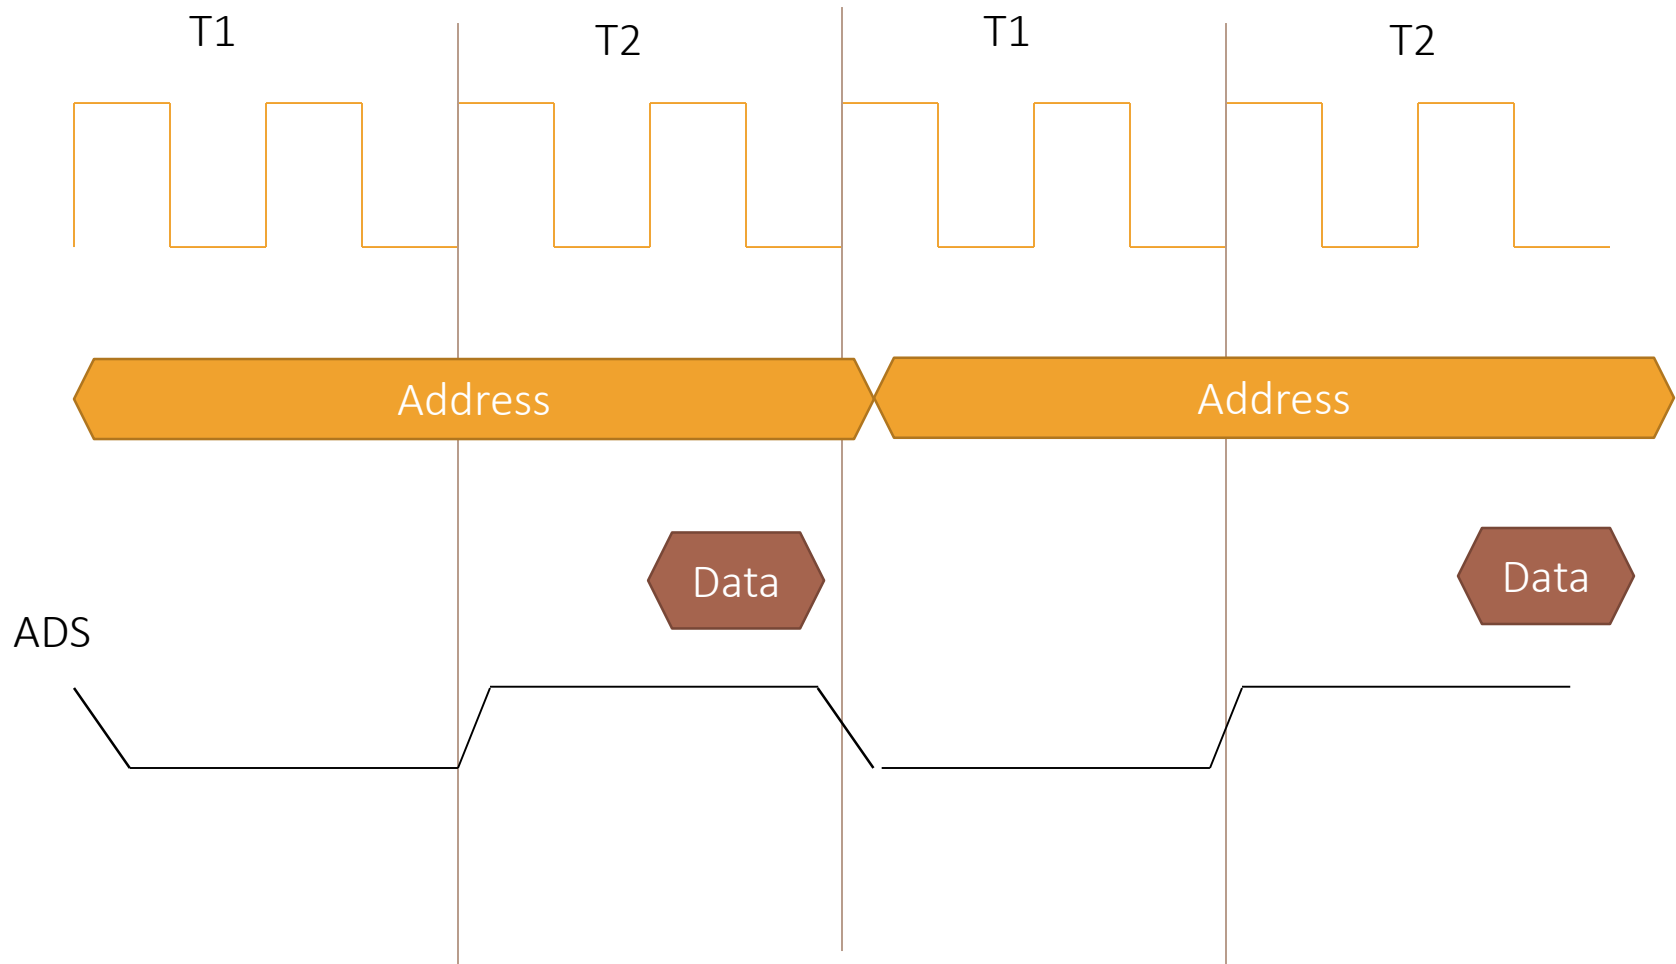 T1
T2
T1
T2
Address
Address
Data
Data
ADS